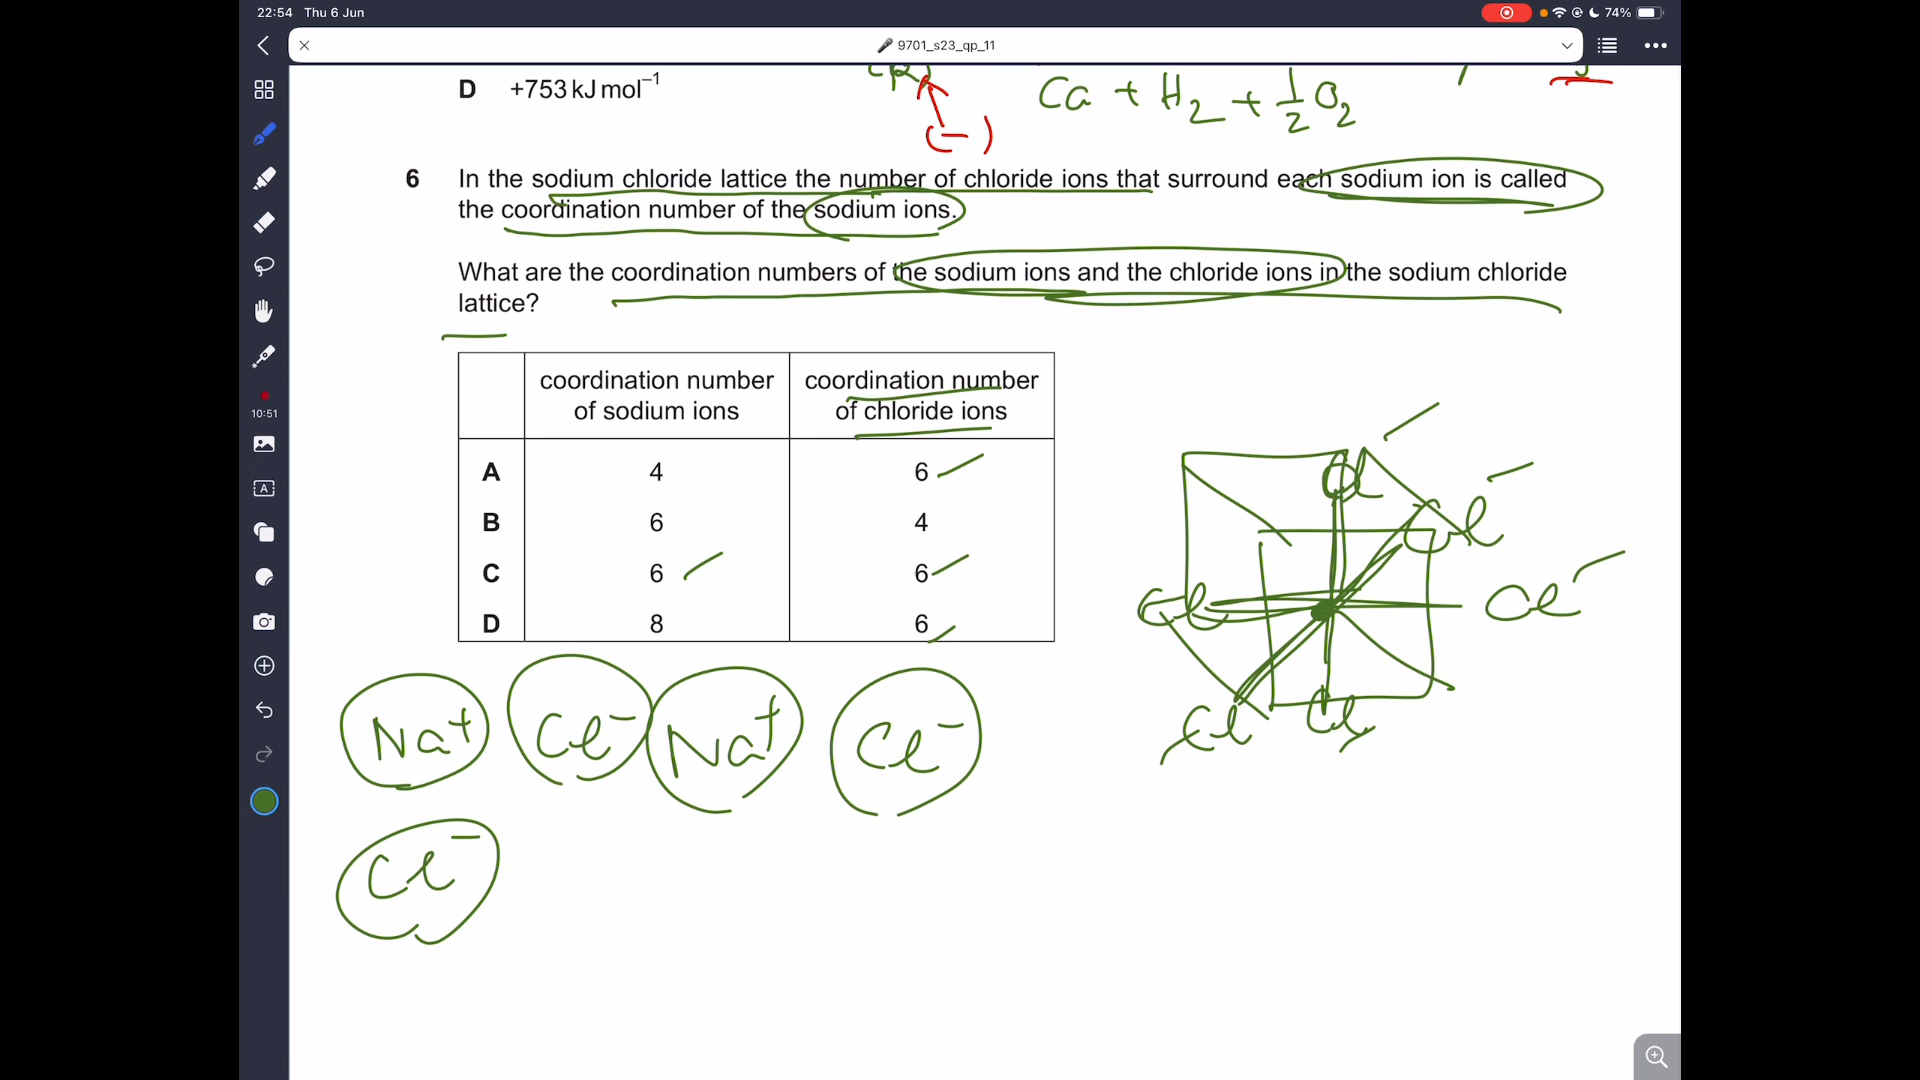 22:54 Thu 6 Jun
74%
9701_s23_qp_11
D +753 kJ mol⁻¹
Ca + H₂ + ½ O₂
(−)
6 In the sodium chloride lattice the number of chloride ions that surround each sodium ion is called
the coordination number of the sodium ions.
What are the coordination numbers of the sodium ions and the chloride ions in the sodium chloride
lattice?
coordination number of sodium ions
coordination number of chloride ions
A 4 6
B 6 4
C 6 6
D 8 6
10:51
A
Cl
Cl
Cl
Cl
Cl
Cl
Na⁺ Cl⁻ Na⁺ Cl⁻
Cl⁻